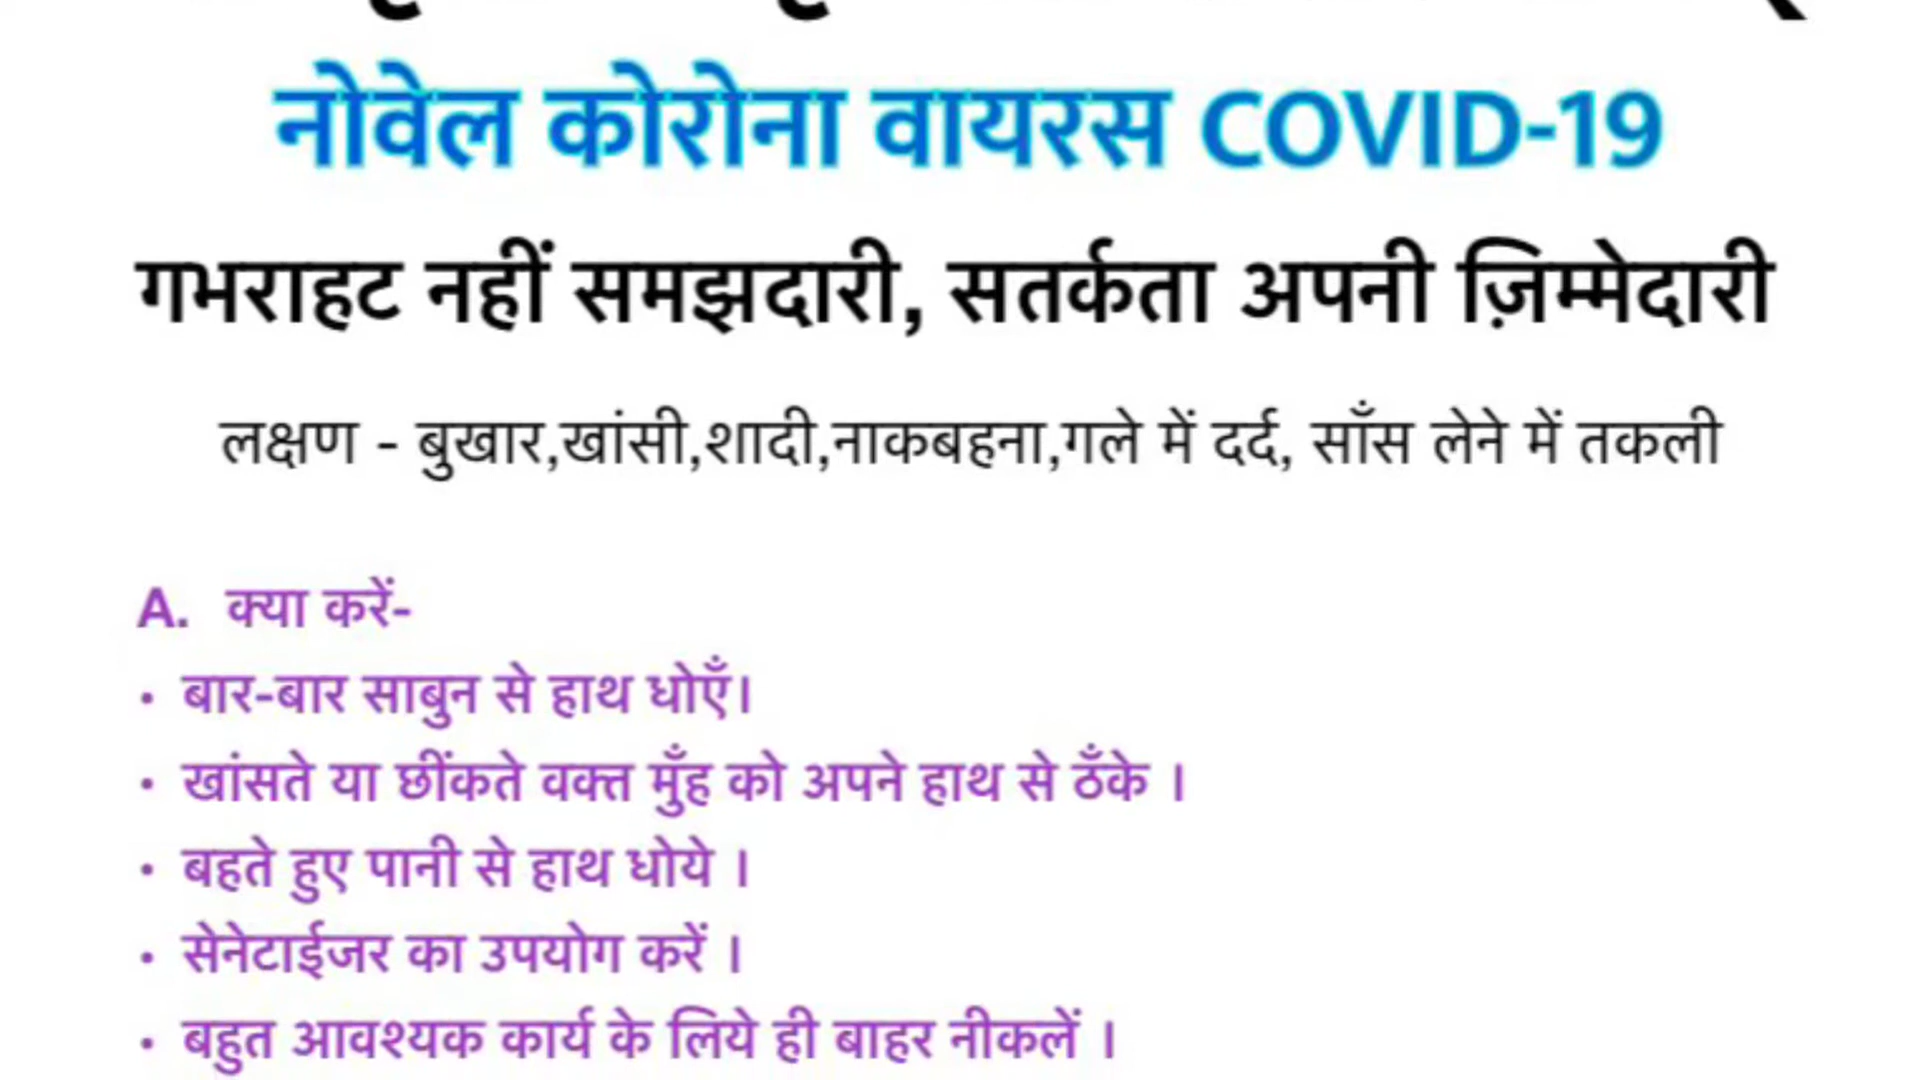 नोवेल कोरोना वायरस COVID-19
गभराहट नहीं समझदारी, सतर्कता अपनी ज़िम्मेदारी
लक्षण - बुखार,खांसी,शादी,नाकबहना,गले में दर्द, साँस लेने में तकली
A. क्या करें-
• बार-बार साबुन से हाथ धोएँ।
• खांसते या छींकते वक्त मुँह को अपने हाथ से ठँके ।
• बहते हुए पानी से हाथ धोये ।
• सेनेटाईजर का उपयोग करें ।
• बहुत आवश्यक कार्य के लिये ही बाहर नीकलें ।